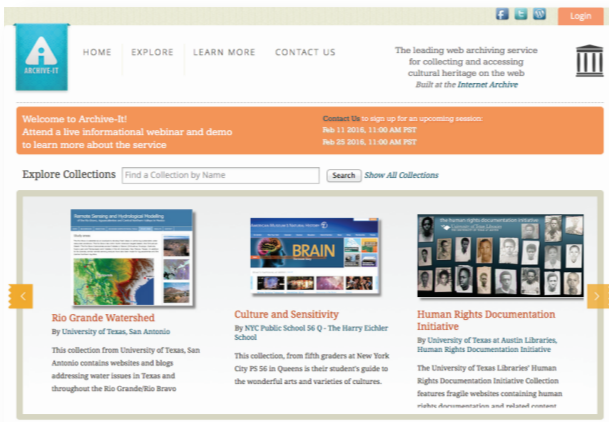 Login
ARCHIVE-IT
HOME
EXPLORE
LEARN MORE
CONTACT US
The leading web archiving service
for collecting and accessing
cultural heritage on the web
Built at the Internet Archive
Welcome to Archive-It!
Attend a live informational webinar and demo
to learn more about the service
Contact Us to sign up for an upcoming session:
Feb 11 2016, 11:00 AM PST
Feb 25 2016, 11:00 AM PST
Explore Collections
Find a Collection by Name
Search
Show All Collections
Remote Sensing and Hydrological Modelling
Rio Grande Watershed
By University of Texas, San Antonio
This collection from University of Texas, San
Antonio contains websites and blogs
addressing water issues in Texas and
throughout the Rio Grande/Rio Bravo
BRAIN
Culture and Sensitivity
By NYC Public School 56 Q - The Harry Eichler
School
This collection, from fifth graders at New York
City PS 56 in Queens is their student's guide to
the wonderful arts and varieties of cultures.
the human rights documentation initiative
Human Rights Documentation
Initiative
By University of Texas at Austin Libraries,
Human Rights Documentation Initiative
The University of Texas Libraries' Human
Rights Documentation Initiative Collection
features fragile websites containing human
rights documentation and related content